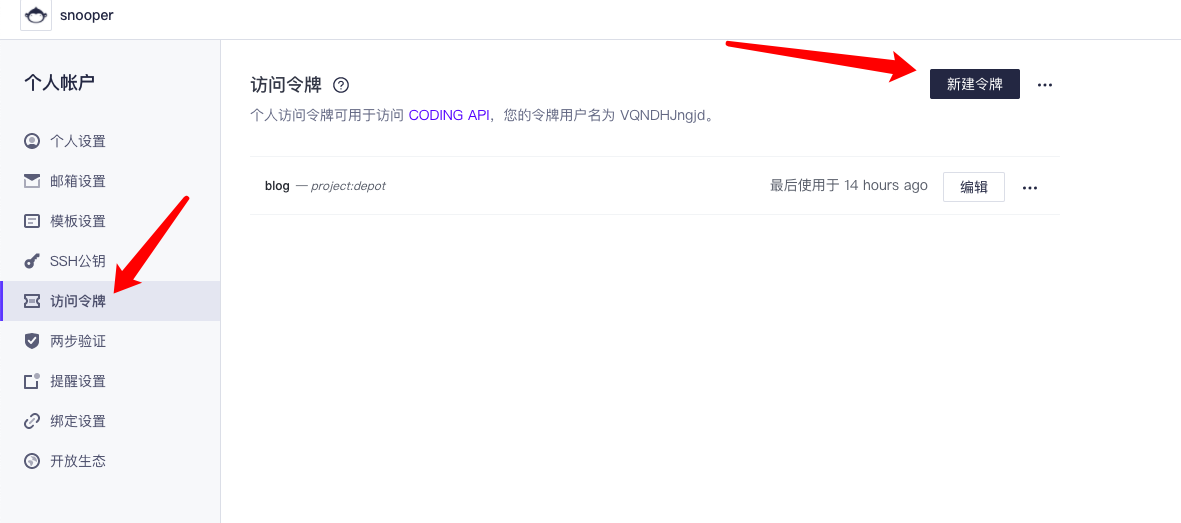 snooper
个人帐户
个人设置
邮箱设置
模板设置
SSH公钥
访问令牌
两步验证
提醒设置
绑定设置
开放生态
访问令牌
新建令牌
个人访问令牌可用于访问 CODING API，您的令牌用户名为 VQNDHJngjd。
blog — project:depot 最后使用于 14 hours ago 编辑